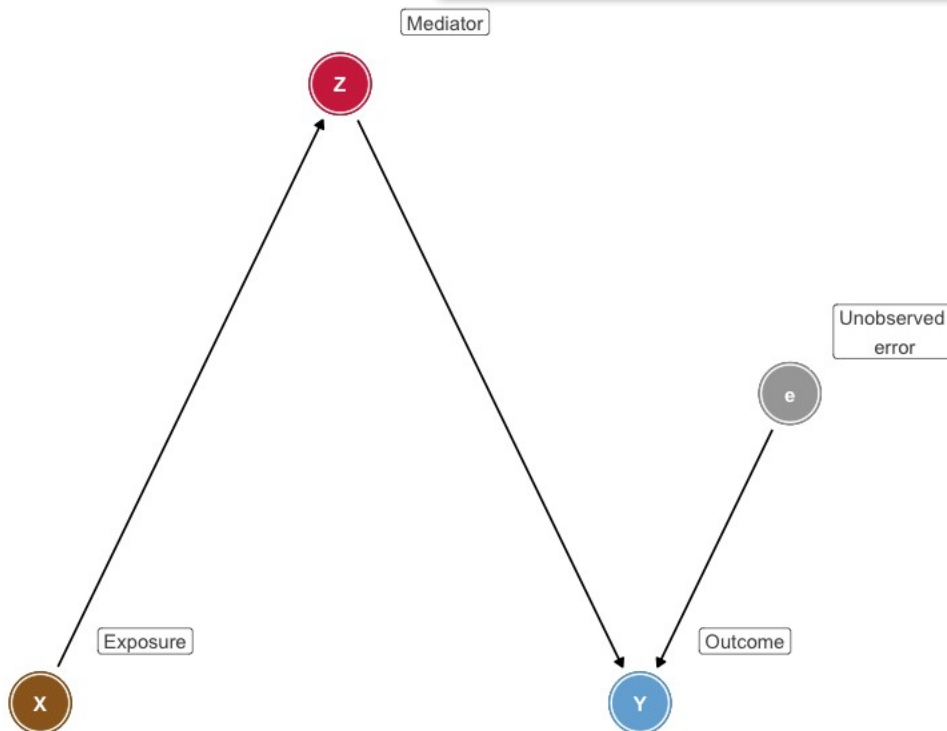 Mediator
Z
Unobserved
error
e
Exposure
Outcome
X
Y